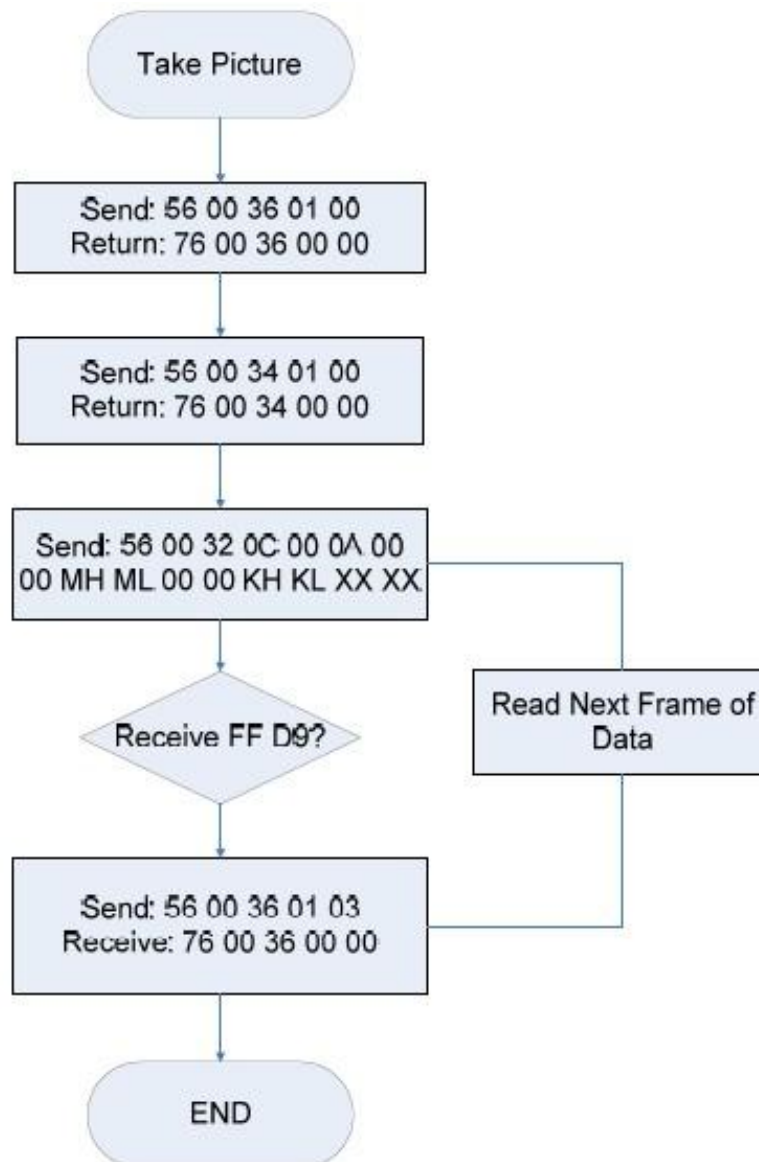 Take Picture
Send: 56 00 36 01 00
Return: 76 00 36 00 00
Send: 56 00 34 01 00
Return: 76 00 34 00 00
Send: 56 00 32 0C 00 0A 00
00 MH ML 00 00 KH KL XX XX
Receive FF D9?
Read Next Frame of
Data
Send: 56 00 36 01 03
Receive: 76 00 36 00 00
END